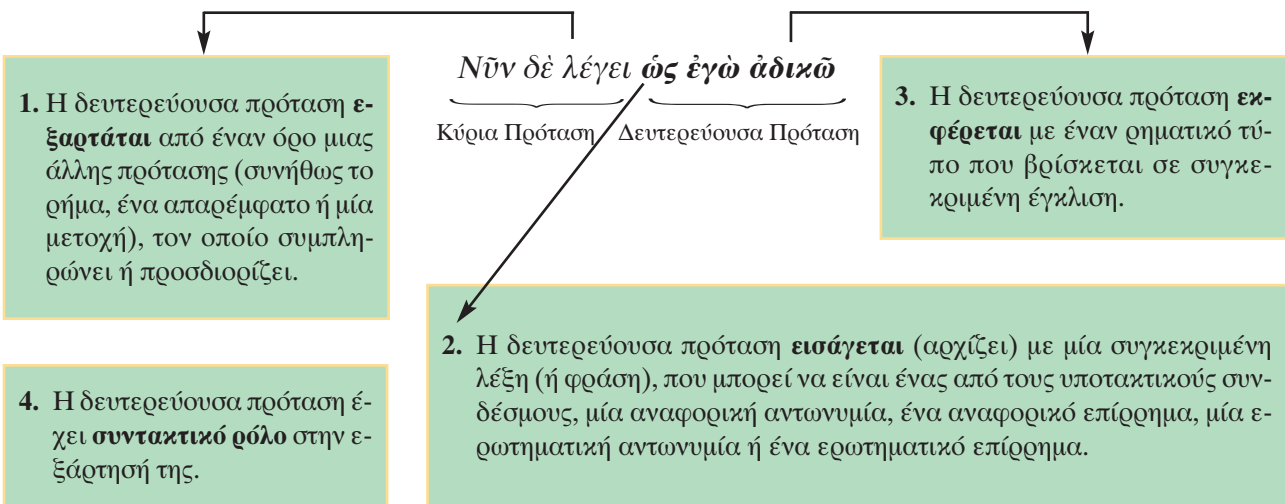 Νῦν δὲ λέγει ὡς ἐγὼ ἀδικῶ
Κύρια Πρόταση Δευτερεύουσα Πρόταση
1. Η δευτερεύουσα πρόταση ε-
ξαρτάται από έναν όρο μιας
άλλης πρότασης (συνήθως το
ρήμα, ένα απαρέμφατο ή μία
μετοχή), τον οποίο συμπλη-
ρώνει ή προσδιορίζει.
3. Η δευτερεύουσα πρόταση εκ-
φέρεται με έναν ρηματικό τύ-
πο που βρίσκεται σε συγκε-
κριμένη έγκλιση.
2. Η δευτερεύουσα πρόταση εισάγεται (αρχίζει) με μία συγκεκριμένη
λέξη (ή φράση), που μπορεί να είναι ένας από τους υποτακτικούς συν-
δέσμους, μία αναφορική αντωνυμία, ένα αναφορικό επίρρημα, μία ε-
ρωτηματική αντωνυμία ή ένα ερωτηματικό επίρρημα.
4. Η δευτερεύουσα πρόταση έ-
χει συντακτικό ρόλο στην ε-
ξάρτησή της.